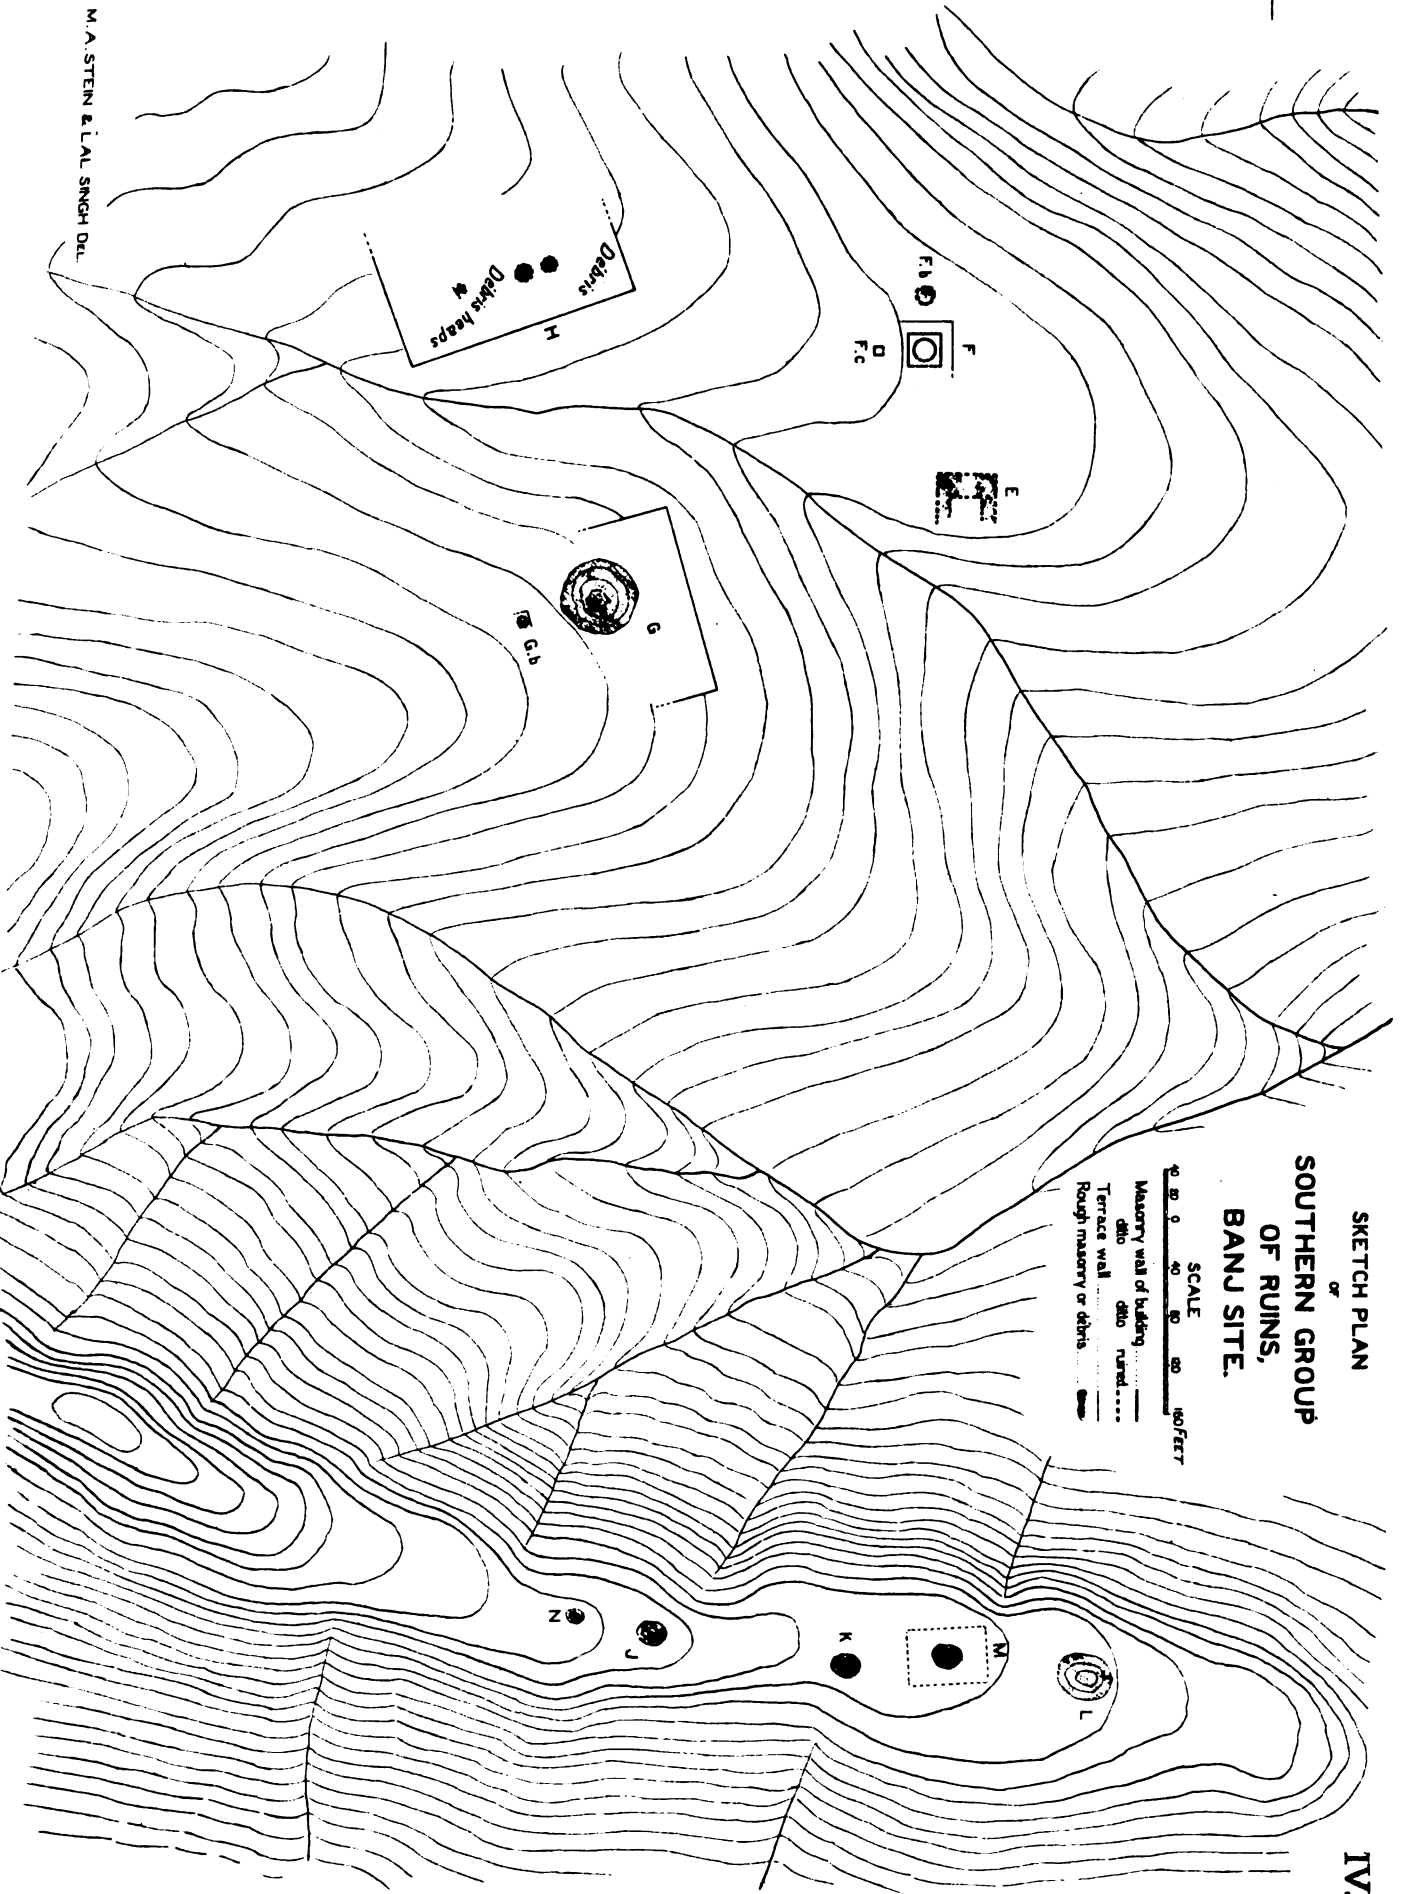 IV.
SKETCH PLAN
OF
SOUTHERN GROUP
OF RUINS,
BANJ SITE.
SCALE
40 20 0 40 80 120 160 FEET
Masonry wall of building
ditto ditto ruined
Terrace wall
Rough masonry or debris
F.b
F
F.c
E
Debris
Debris heaps
H
G
G.b
L
M
K
J
N
M. A. STEIN & LAL SINGH DEL.